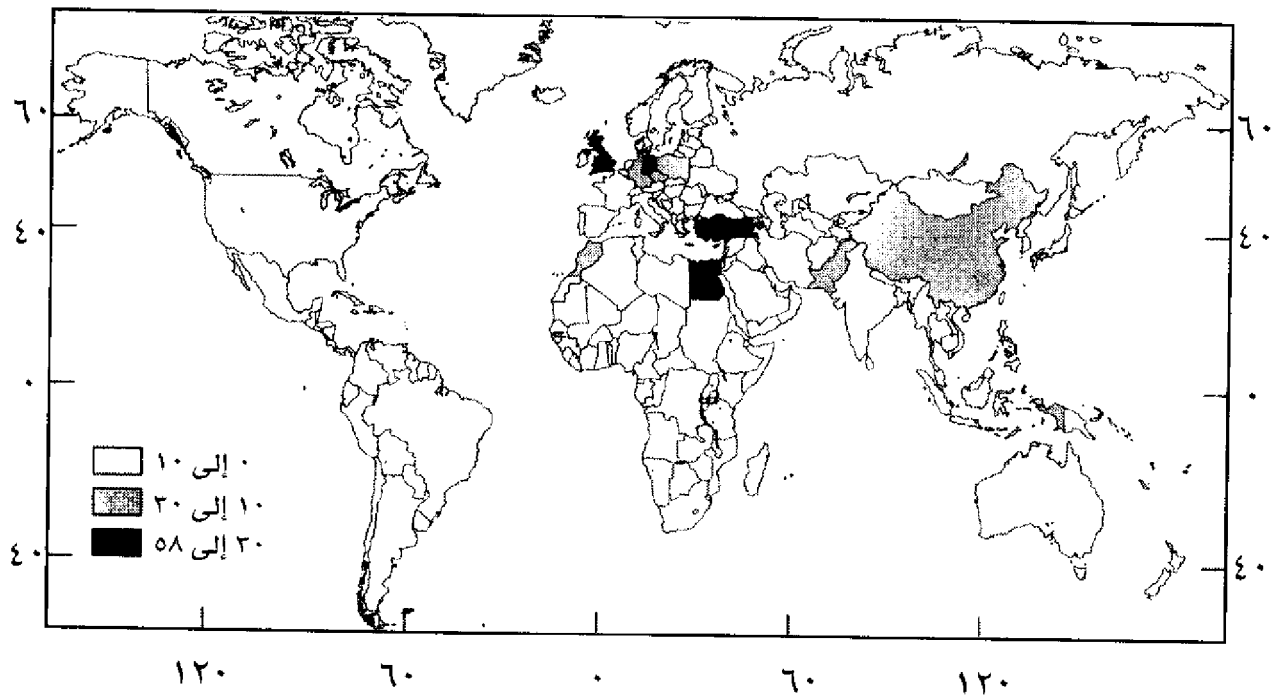 ٦٠ ٦٠
٤٠ ٤٠
٠ ٠
٠ إلى ١٠
١٠ إلى ٣٠
٣٠ إلى ٥٨
٤٠ ٤٠
١٢٠ ٦٠ ٠ ٦٠ ١٢٠